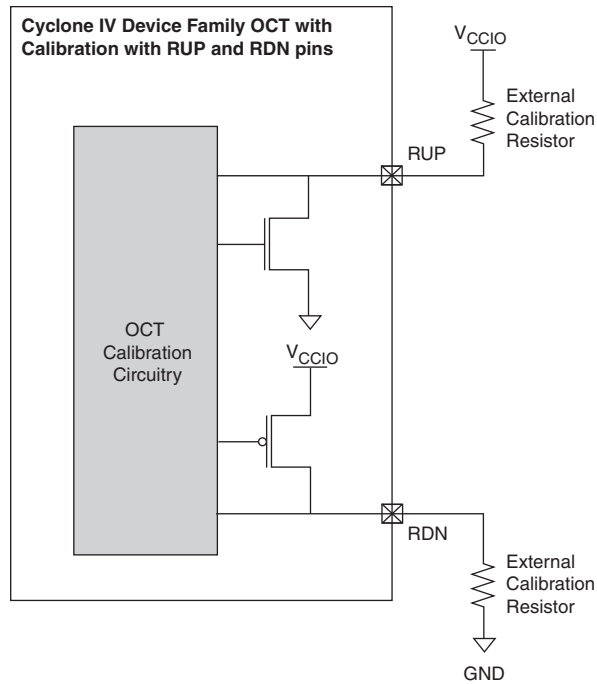 Cyclone IV Device Family OCT with
Calibration with RUP and RDN pins
VCCIO
External
Calibration
Resistor
RUP
OCT
Calibration
Circuitry
VCCIO
RDN
External
Calibration
Resistor
GND